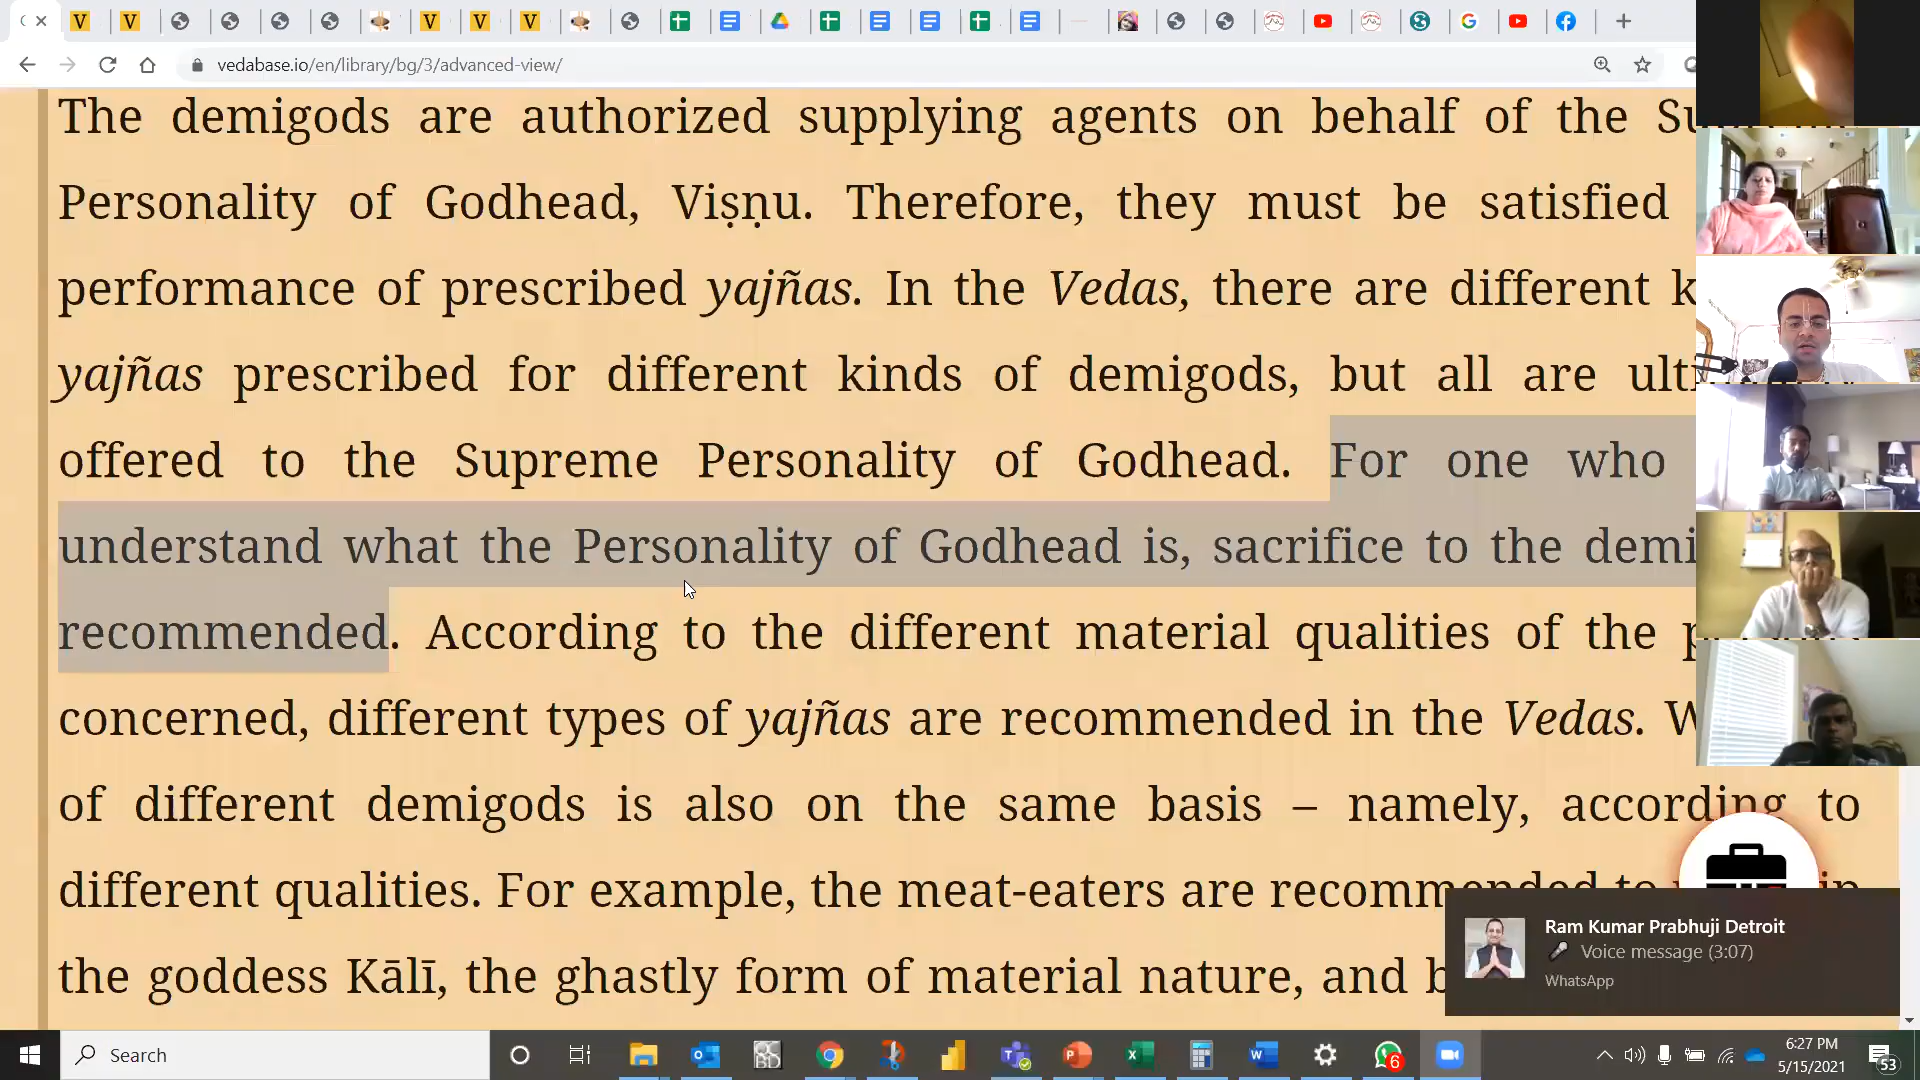 vedabase.io/en/library/bg/3/advanced-view/
The demigods are authorized supplying agents on behalf of the
Personality of Godhead, Viṣṇu. Therefore, they must be satisfied
performance of prescribed yajñas. In the Vedas, there are different
yajñas prescribed for different kinds of demigods, but all are
offered to the Supreme Personality of Godhead. For one who
understand what the Personality of Godhead is, sacrifice to the
recommended. According to the different material qualities of the
concerned, different types of yajñas are recommended in the Vedas.
of different demigods is also on the same basis – namely, according to
different qualities. For example, the meat-eaters are
the goddess Kālī, the ghastly form of material nature, and
Ram Kumar Prabhuji Detroit
Voice message (3:07)
WhatsApp
Search
6
6:27 PM
5/15/2021
53